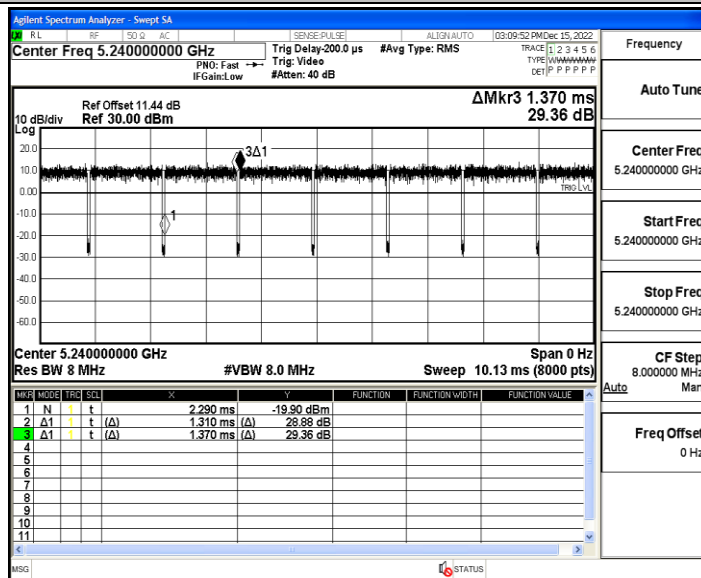 Agilent Spectrum Analyzer - Swept SA
RL RF 50 Ω AC SENSE:PULSE ALIGN AUTO 03:09:52 PM Dec 15, 2022
Center Freq 5.240000000 GHz
PNO: Fast
IFGain:Low
Trig Delay-200.0 µs
Trig: Video
#Atten: 40 dB
#Avg Type: RMS
TRACE 1 2 3 4 5 6
TYPE WWWWWW
DET P P P P P P
ΔMkr3 1.370 ms
29.36 dB
Ref Offset 11.44 dB
10 dB/div Ref 30.00 dBm
Log
20.0
10.0
0.00
-10.0
-20.0
-30.0
-40.0
-50.0
-60.0
3Δ1
TRIG LVL
1
Center 5.240000000 GHz Span 0 Hz
Res BW 8 MHz #VBW 8.0 MHz Sweep 10.13 ms (8000 pts)
MKR MODE TRC SCL X Y FUNCTION FUNCTION WIDTH FUNCTION VALUE
1 N 1 t 2.290 ms -19.90 dBm
2 Δ1 1 t (Δ) 1.310 ms (Δ) 28.88 dB
3 Δ1 1 t (Δ) 1.370 ms (Δ) 29.36 dB
4
5
6
7
8
9
10
11
MSG STATUS
Frequency
Auto Tune
Center Freq
5.240000000 GHz
Start Freq
5.240000000 GHz
Stop Freq
5.240000000 GHz
CF Step
8.000000 MHz
Auto Man
Freq Offset
0 Hz